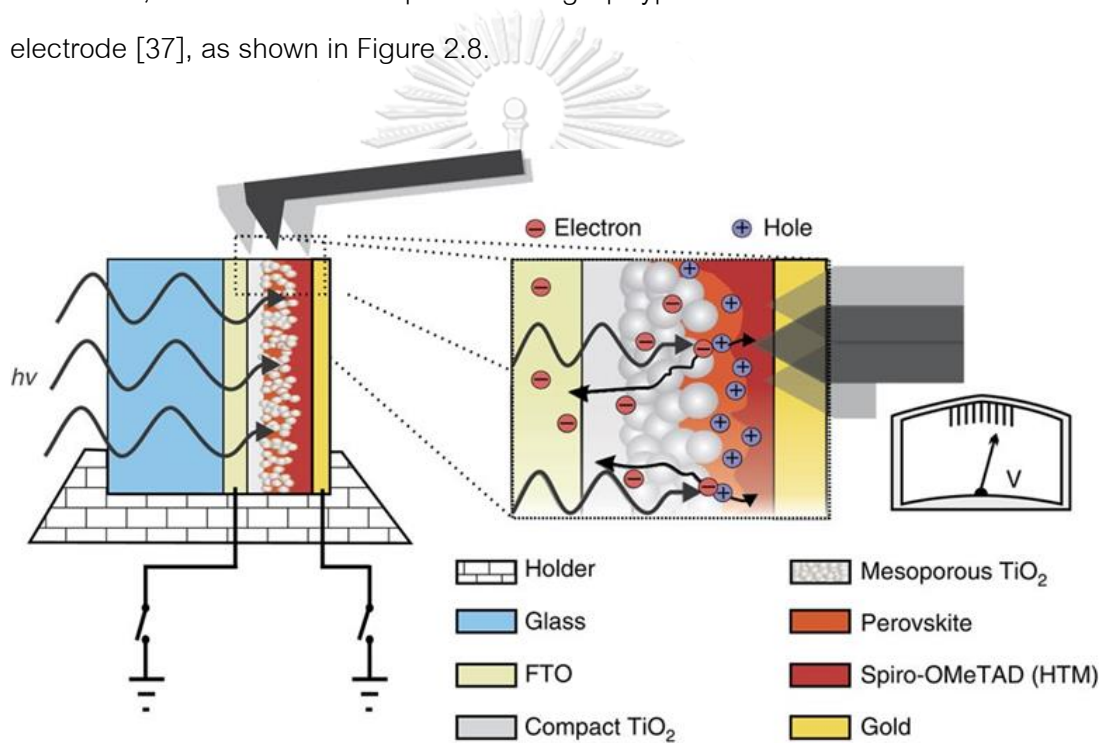 electrode [37], as shown in Figure 2.8.
Electron Hole
hv
V
Holder
Glass
FTO
Compact TiO₂
Mesoporous TiO₂
Perovskite
Spiro-OMeTAD (HTM)
Gold